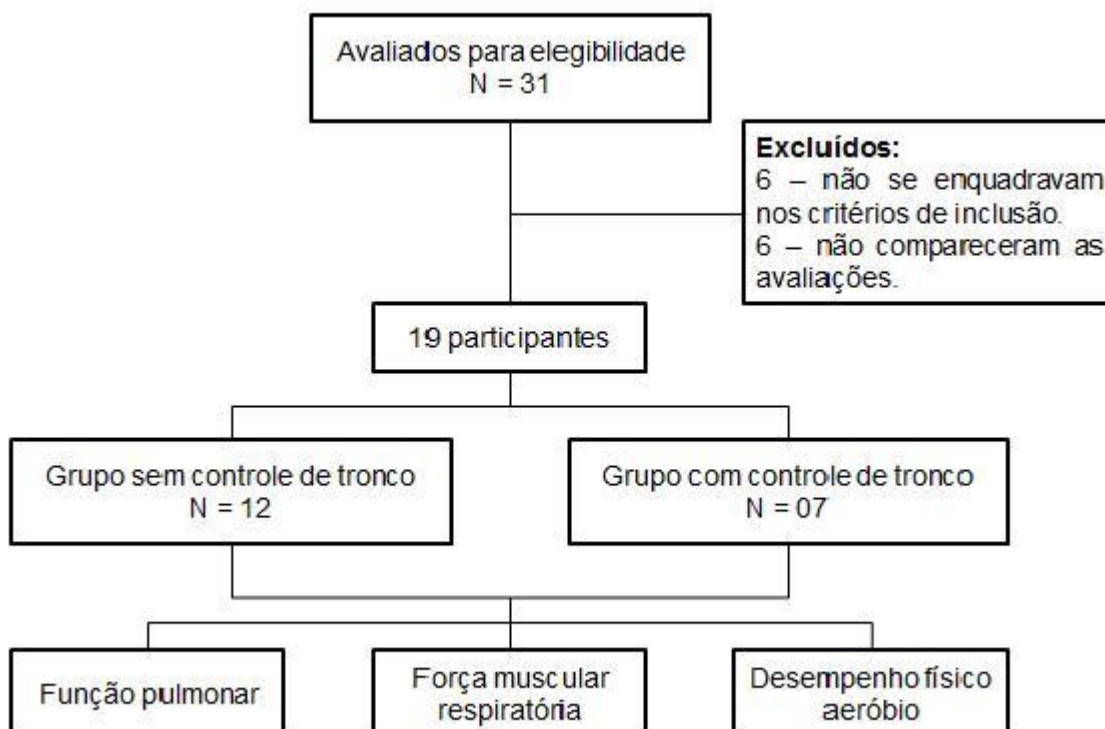 Avaliados para elegibilidade
N = 31
Excluídos:
6 – não se enquadravam
nos critérios de inclusão.
6 – não compareceram as
avaliações.
19 participantes
Grupo sem controle de tronco
N = 12
Grupo com controle de tronco
N = 07
Função pulmonar
Força muscular
respiratória
Desempenho físico
aeróbio